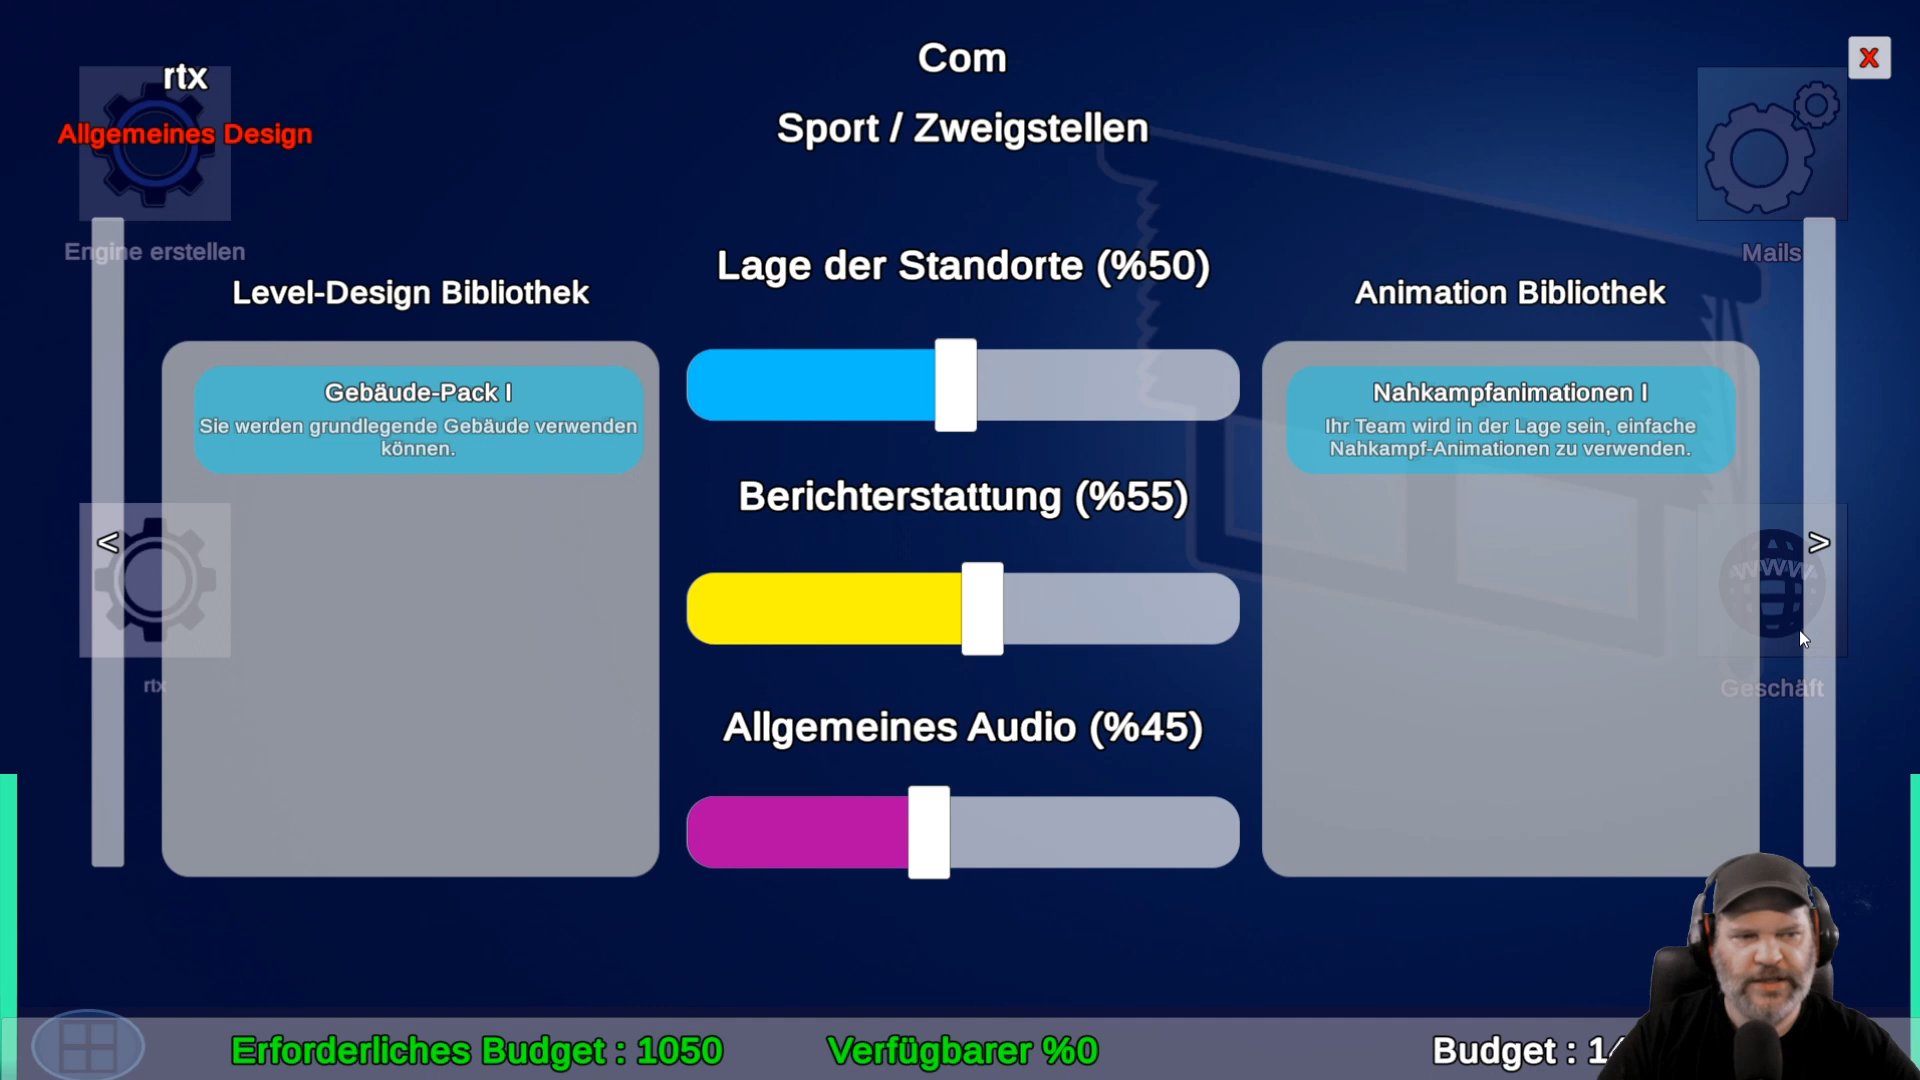 Com
X
rtx
Allgemeines Design
Sport / Zweigstellen
Engine erstellen
Mails
Lage der Standorte (%50)
Level-Design Bibliothek
Animation Bibliothek
Gebäude-Pack I
Sie werden grundlegende Gebäude verwenden
können.
Nahkampfanimationen I
Ihr Team wird in der Lage sein, einfache
Nahkampf-Animationen zu verwenden.
Berichterstattung (%55)
<
>
WWW
rtx
Geschäft
Allgemeines Audio (%45)
Erforderliches Budget : 1050
Verfügbarer %0
Budget :